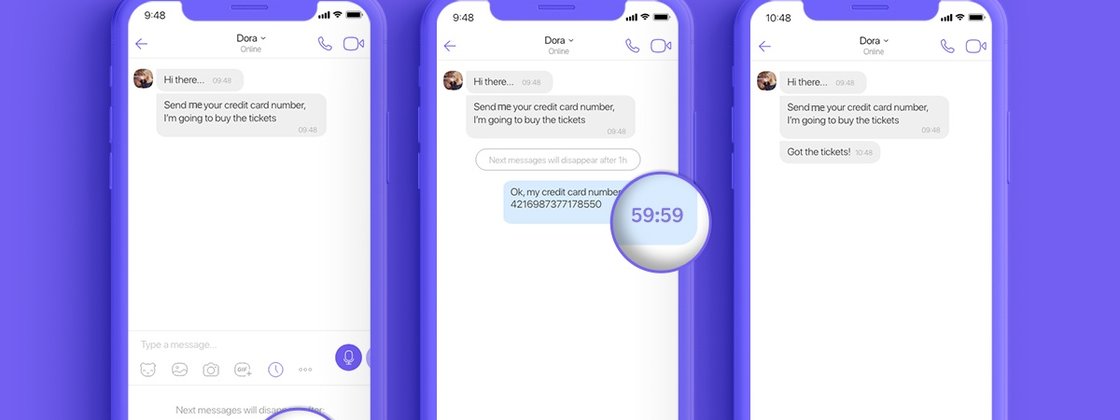 9:48
Dora
Online
Hi there... 09:48
Send me your credit card number,
I'm going to buy the tickets
09:48
Type a message...
GIF
Next messages will disappear after:
9:48
Dora
Online
Hi there... 09:48
Send me your credit card number,
I'm going to buy the tickets
09:48
Next messages will disappear after 1h
Ok, my credit card number
4216987377178550
59:59
10:48
Dora
Online
Hi there... 09:48
Send me your credit card number,
I'm going to buy the tickets
09:48
Got the tickets! 10:48